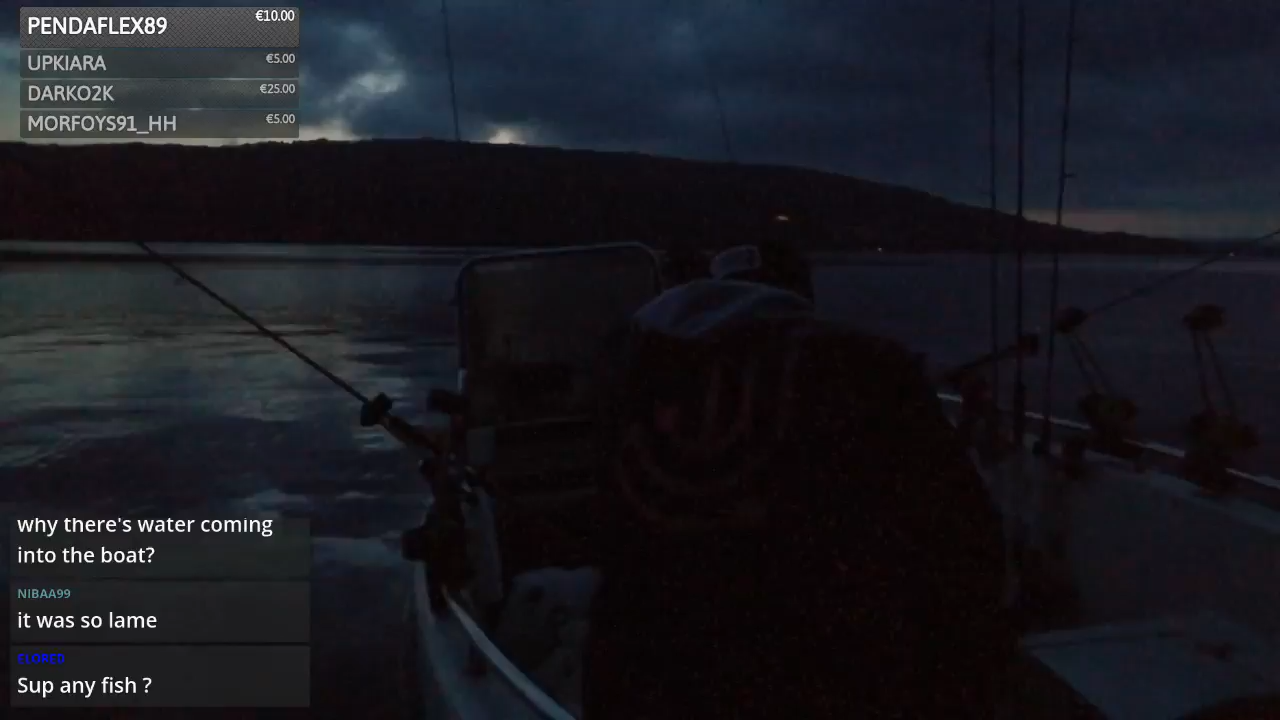 PENDAFLEX89 €10.00
UPKIARA €5.00
DARKO2K €25.00
MORFOYS91_HH €5.00
why there's water coming
into the boat?
NIBAA99
it was so lame
ELORED
Sup any fish ?